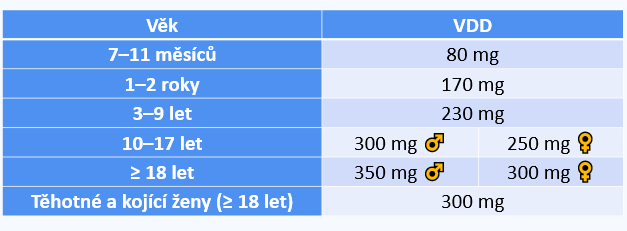 Věk VDD
7–11 měsíců 80 mg
1–2 roky 170 mg
3–9 let 230 mg
10–17 let 300 mg ♂ 250 mg ♀
≥ 18 let 350 mg ♂ 300 mg ♀
Těhotné a kojící ženy (≥ 18 let) 300 mg